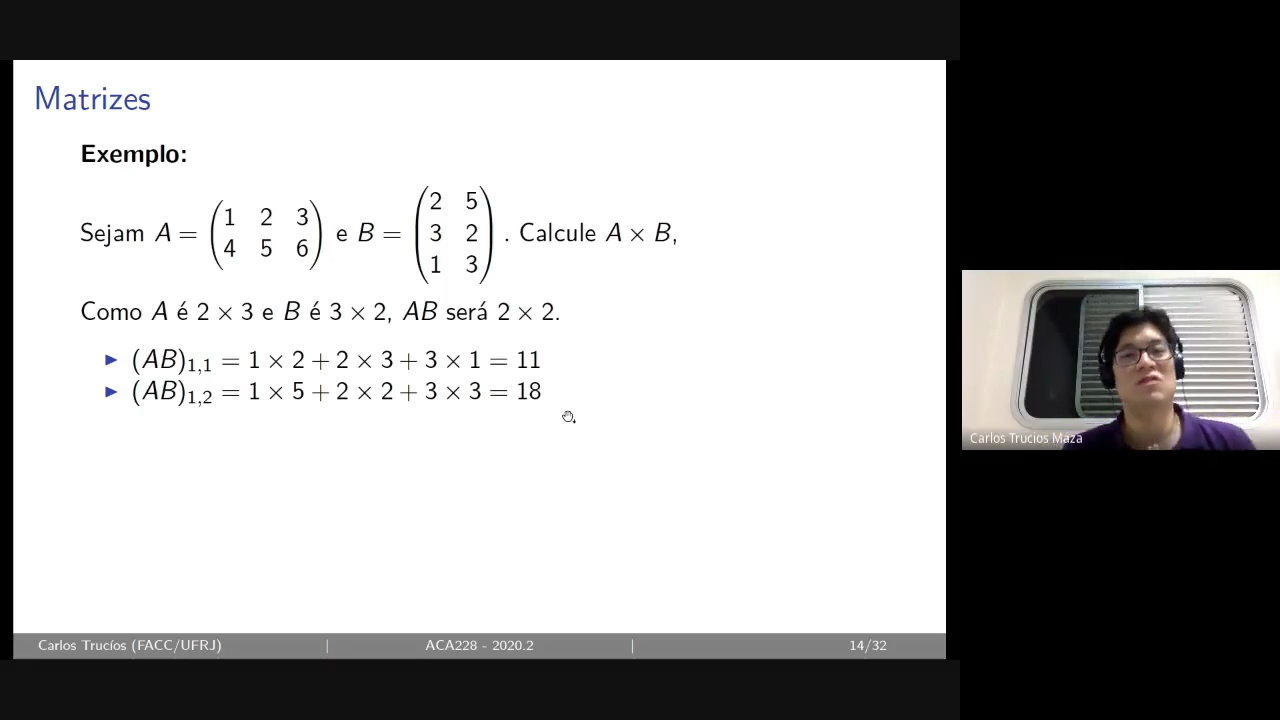 Matrizes
Exemplo:
Sejam A = (1 2 3
4 5 6) e B = (2 5
3 2
1 3). Calcule A × B,
Como A é 2 × 3 e B é 3 × 2, AB será 2 × 2.
▶ (AB)1,1 = 1 × 2 + 2 × 3 + 3 × 1 = 11
▶ (AB)1,2 = 1 × 5 + 2 × 2 + 3 × 3 = 18
Carlos Trucíos (FACC/UFRJ) | ACA228 - 2020.2 | 14/32
Carlos Trucios Maza